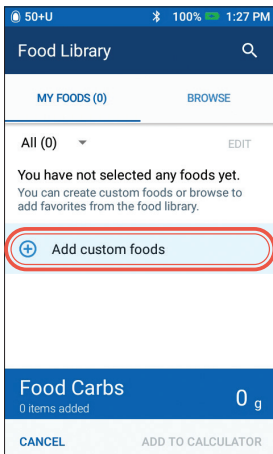 50+U 100% 1:27 PM
Food Library
MY FOODS (0) BROWSE
All (0) EDIT
You have not selected any foods yet.
You can create custom foods or browse to
add favorites from the food library.
Add custom foods
Food Carbs
0 items added
0 g
CANCEL ADD TO CALCULATOR